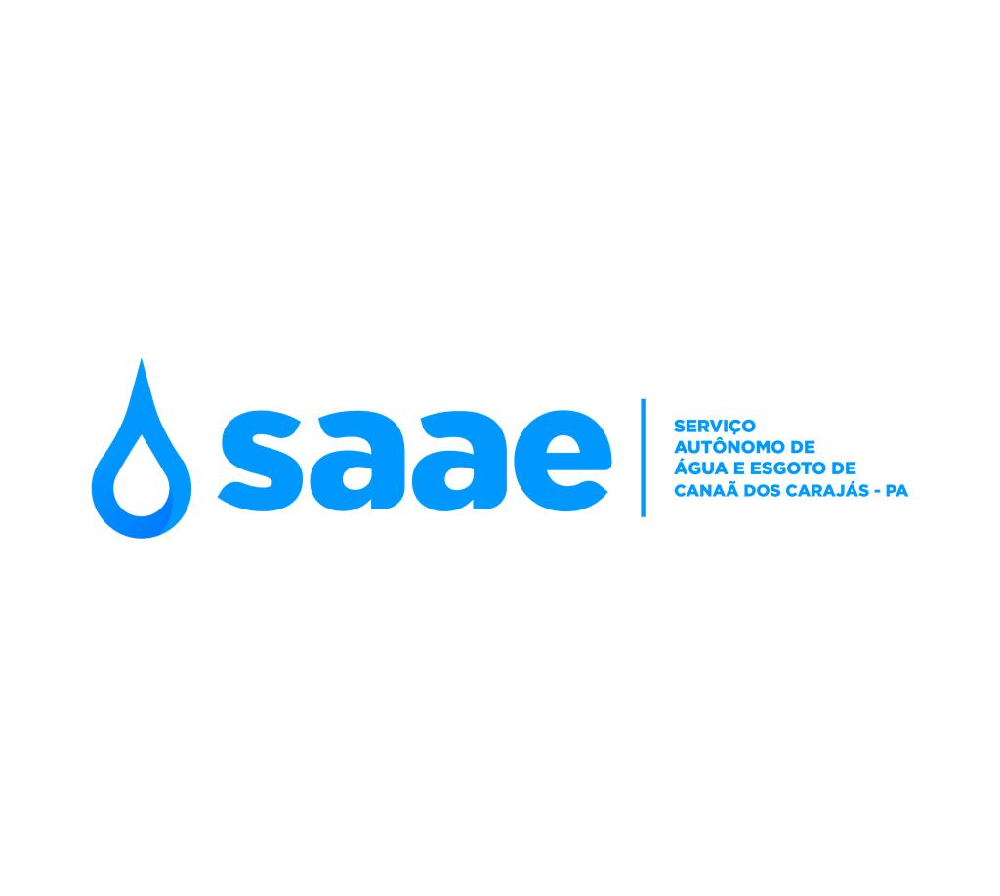 saae
SERVIÇO
AUTÔNOMO DE
ÁGUA E ESGOTO DE
CANAÃ DOS CARAJÁS - PA